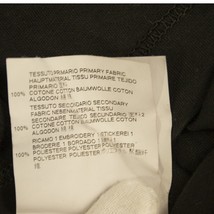 TESSUTO PRIMARIO PRIMARY FABRIC
HAUPTMATERIAL TISSU PRIMAIRE TEJIDO
PRIMARIO
100% COTONE COTTON BAUMWOLLE COTON
ALGODON 棉
TESSUTO SECONDARIO SECONDARY
FABRIC NEBENMATERIAL TISSU
SECONDAIRE TEJIDO SECUNDARIO
100% COTONE COTTON BAUMWOLLE COTON
ALGODON 棉
RICAMO 1 EMBROIDERY 1 STICKEREI 1
BRODERIE 1 BORDADO 1
100% POLIESTERE POLYESTER
POLYESTER POLYESTER